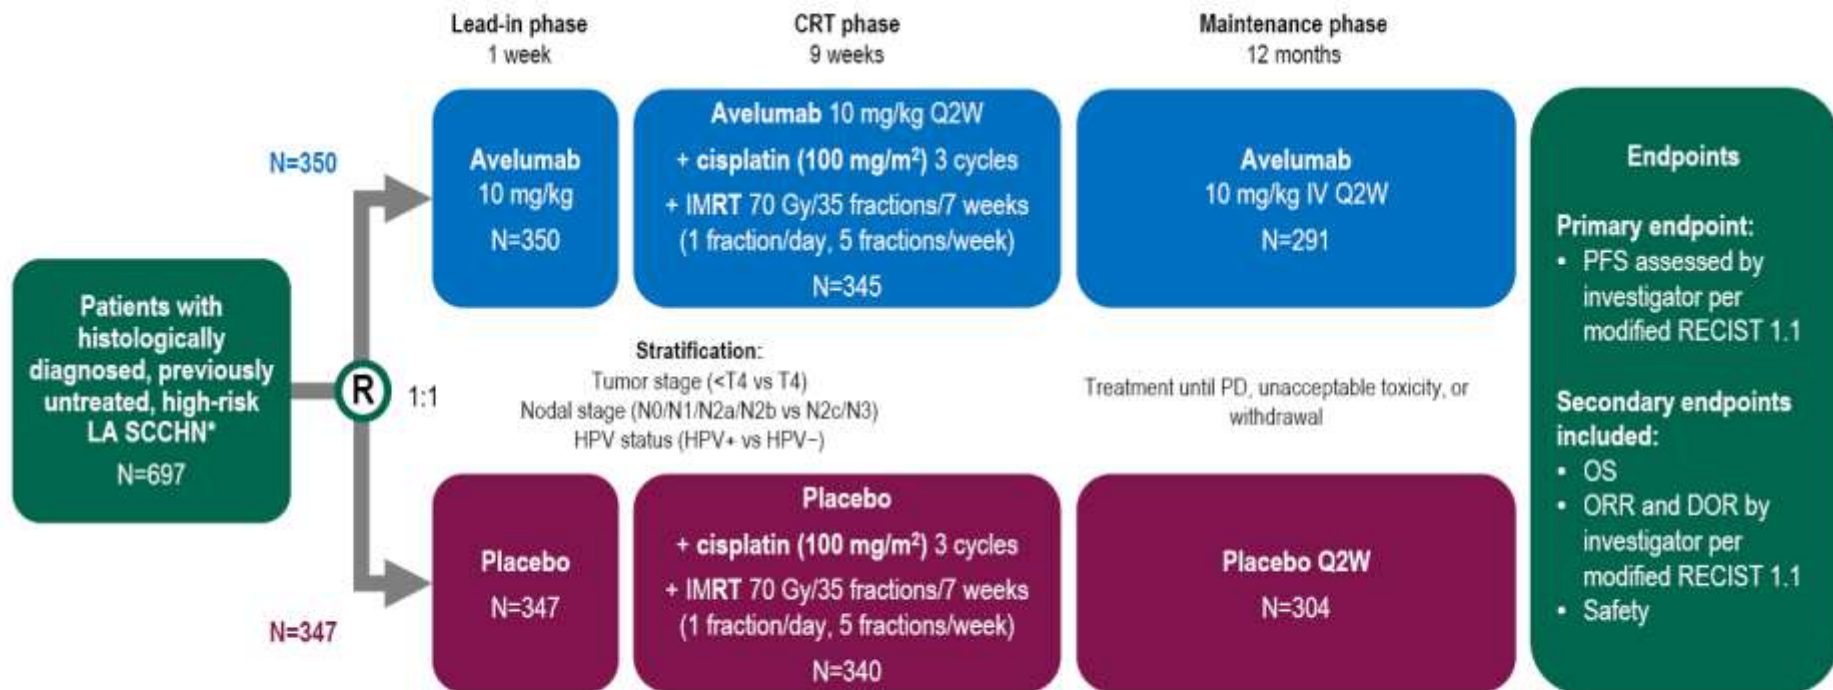 Lead-in phase
1 week
CRT phase
9 weeks
Maintenance phase
12 months
N=350
Avelumab
10 mg/kg
N=350
Avelumab 10 mg/kg Q2W
+ cisplatin (100 mg/m²) 3 cycles
+ IMRT 70 Gy/35 fractions/7 weeks
(1 fraction/day, 5 fractions/week)
N=345
Avelumab
10 mg/kg IV Q2W
N=291
Patients with
histologically
diagnosed, previously
untreated, high-risk
LA SCCHN*
N=697
R
1:1
Stratification:
Tumor stage (<T4 vs T4)
Nodal stage (N0/N1/N2a/N2b vs N2c/N3)
HPV status (HPV+ vs HPV−)
Treatment until PD, unacceptable toxicity, or
withdrawal
N=347
Placebo
N=347
Placebo
+ cisplatin (100 mg/m²) 3 cycles
+ IMRT 70 Gy/35 fractions/7 weeks
(1 fraction/day, 5 fractions/week)
N=340
Placebo Q2W
N=304
Endpoints
Primary endpoint:
• PFS assessed by
investigator per
modified RECIST 1.1
Secondary endpoints
included:
• OS
• ORR and DOR by
investigator per
modified RECIST 1.1
• Safety